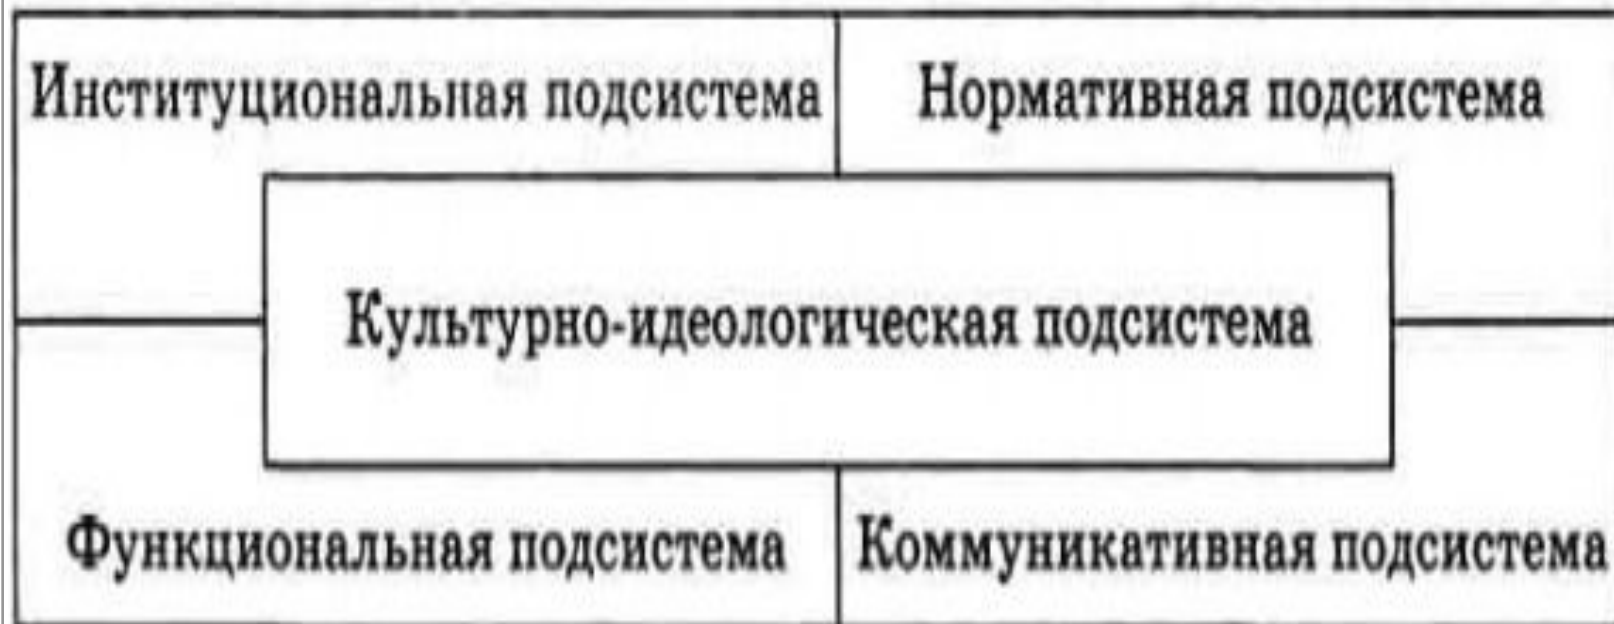 Институциональная подсистема
Нормативная подсистема
Культурно-идеологическая подсистема
Функциональная подсистема
Коммуникативная подсистема